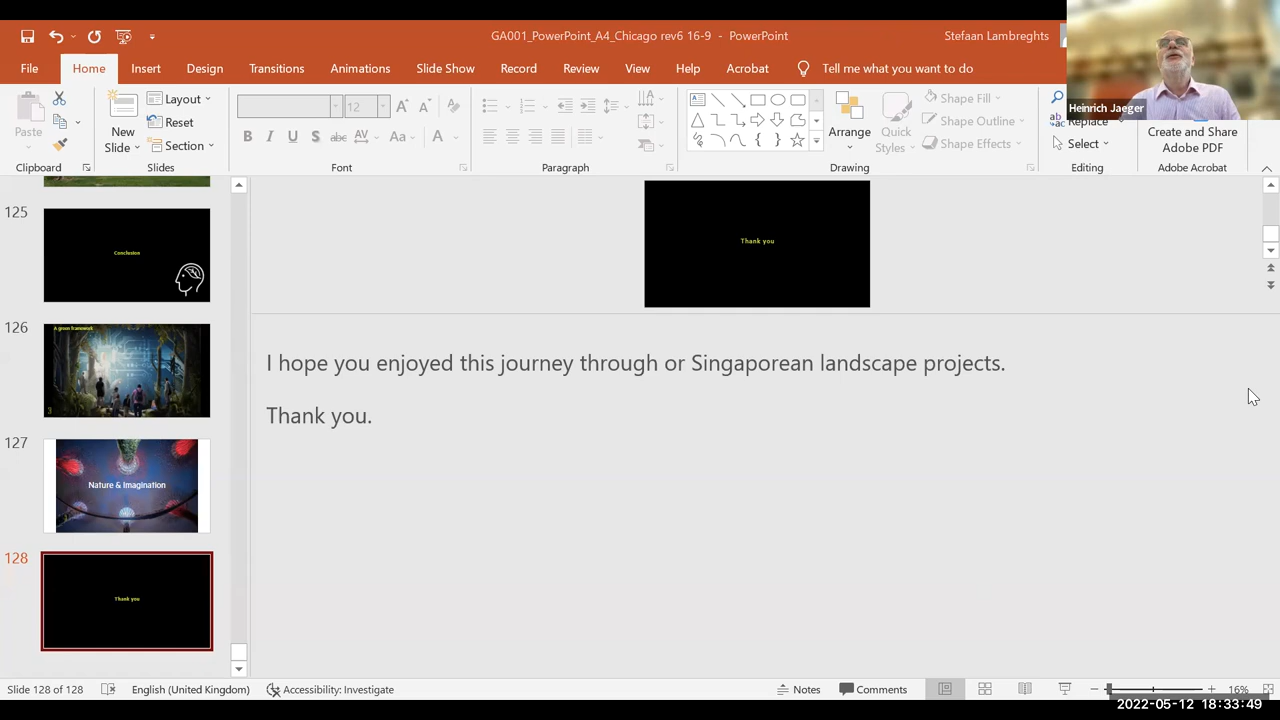 GA001_PowerPoint_A4_Chicago rev6 16-9 - PowerPoint
Stefaan Lambreghts
File Home Insert Design Transitions Animations Slide Show Record Review View Help Acrobat Tell me what you want to do
Heinrich Jaeger
Paste
Clipboard
New Slide
Layout
Reset
Section
Slides
12
Font
Paragraph
Arrange
Quick Styles
Shape Fill
Shape Outline
Shape Effects
Drawing
Replace
Select
Editing
Create and Share Adobe PDF
Adobe Acrobat
125
Conclusion
126
A green framework
127
Nature & Imagination
128
Thank you
Thank you
I hope you enjoyed this journey through or Singaporean landscape projects.
Thank you.
Slide 128 of 128 English (United Kingdom) Accessibility: Investigate Notes Comments 16%
2022-05-12 18:33:49